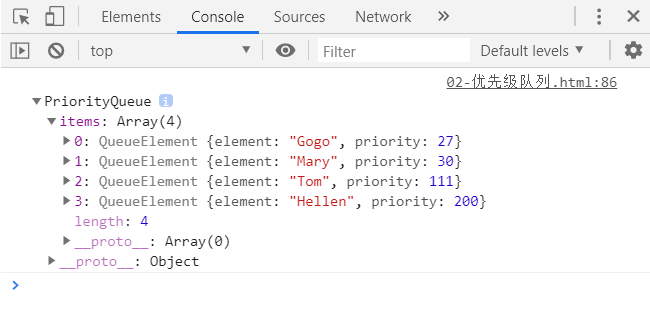 Elements Console Sources Network »
top Filter Default levels
02-优先级队列.html:86
PriorityQueue i
items: Array(4)
0: QueueElement {element: "Gogo", priority: 27}
1: QueueElement {element: "Mary", priority: 30}
2: QueueElement {element: "Tom", priority: 111}
3: QueueElement {element: "Hellen", priority: 200}
length: 4
__proto__: Array(0)
__proto__: Object